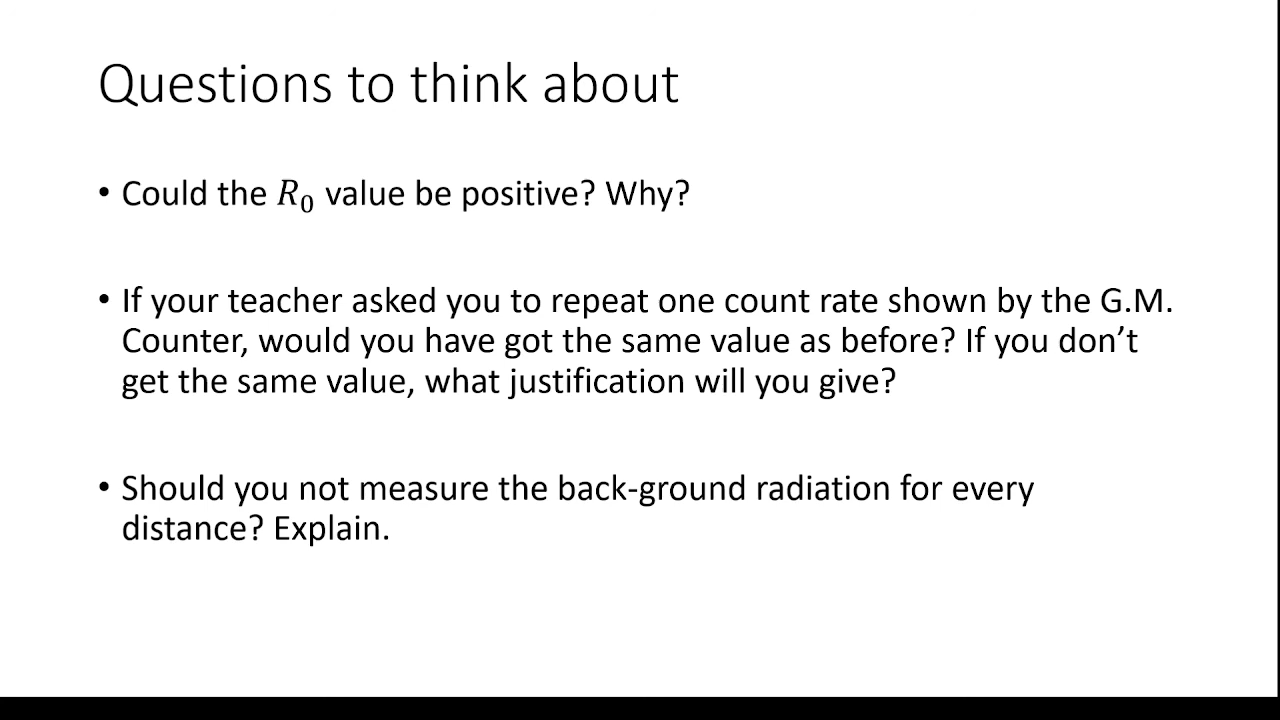 Questions to think about
• Could the R₀ value be positive? Why?
• If your teacher asked you to repeat one count rate shown by the G.M.
Counter, would you have got the same value as before? If you don’t
get the same value, what justification will you give?
• Should you not measure the back-ground radiation for every
distance? Explain.